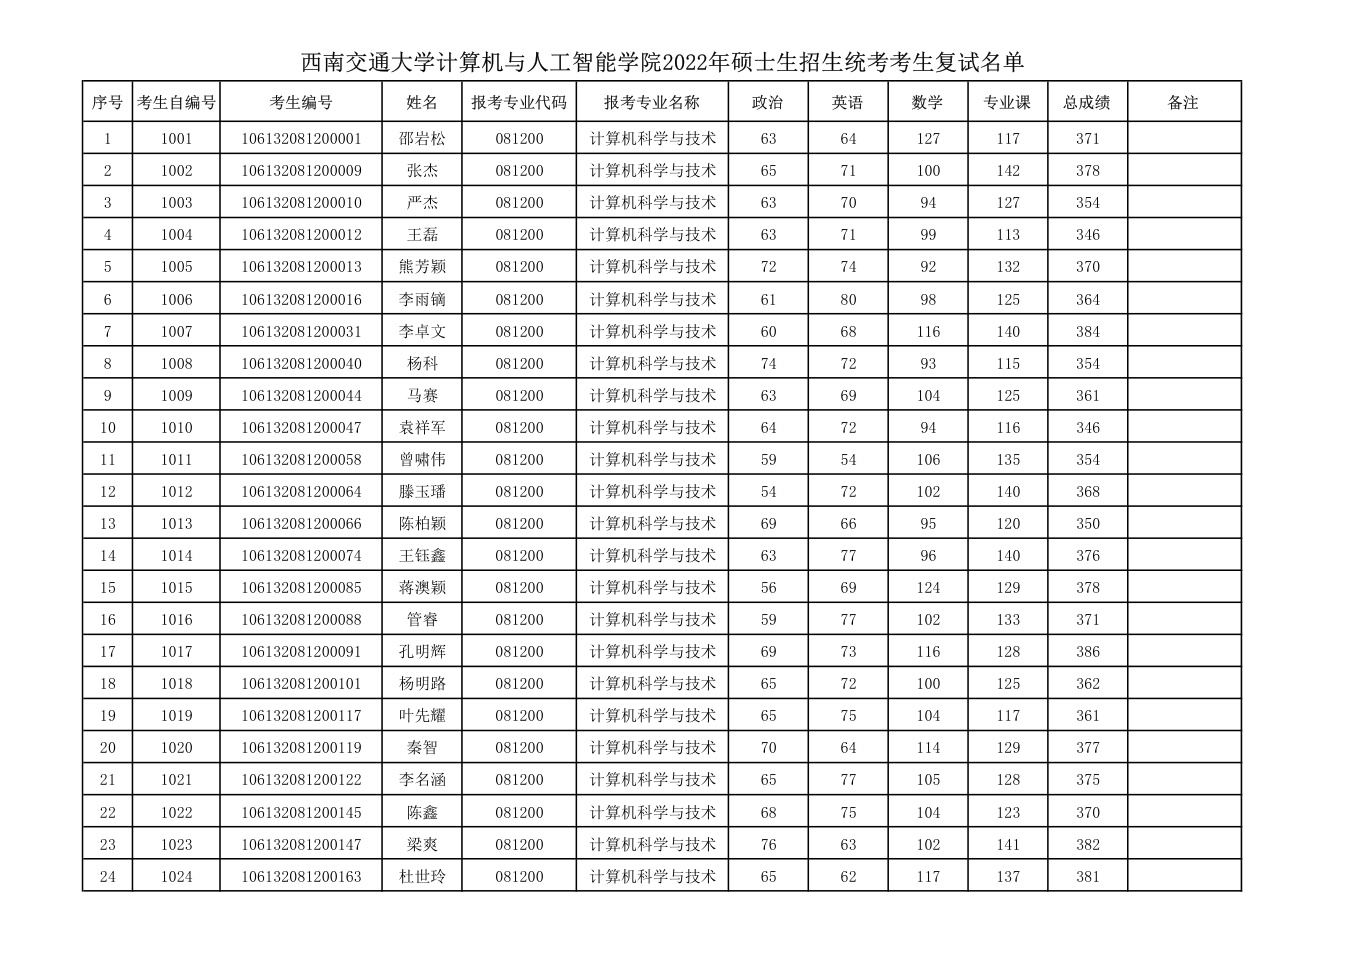 西南交通大学计算机与人工智能学院2022年硕士生招生统考考生复试名单
序号 考生自编号 考生编号 姓名 报考专业代码 报考专业名称 政治 英语 数学 专业课 总成绩 备注
1 1001 106132081200001 邵岩松 081200 计算机科学与技术 63 64 127 117 371
2 1002 106132081200009 张杰 081200 计算机科学与技术 65 71 100 142 378
3 1003 106132081200010 严杰 081200 计算机科学与技术 63 70 94 127 354
4 1004 106132081200012 王磊 081200 计算机科学与技术 63 71 99 113 346
5 1005 106132081200013 熊芳颖 081200 计算机科学与技术 72 74 92 132 370
6 1006 106132081200016 李雨镝 081200 计算机科学与技术 61 80 98 125 364
7 1007 106132081200031 李卓文 081200 计算机科学与技术 60 68 116 140 384
8 1008 106132081200040 杨科 081200 计算机科学与技术 74 72 93 115 354
9 1009 106132081200044 马赛 081200 计算机科学与技术 63 69 104 125 361
10 1010 106132081200047 袁祥军 081200 计算机科学与技术 64 72 94 116 346
11 1011 106132081200058 曾啸伟 081200 计算机科学与技术 59 54 106 135 354
12 1012 106132081200064 滕玉璠 081200 计算机科学与技术 54 72 102 140 368
13 1013 106132081200066 陈柏颖 081200 计算机科学与技术 69 66 95 120 350
14 1014 106132081200074 王钰鑫 081200 计算机科学与技术 63 77 96 140 376
15 1015 106132081200085 蒋澳颖 081200 计算机科学与技术 56 69 124 129 378
16 1016 106132081200088 管睿 081200 计算机科学与技术 59 77 102 133 371
17 1017 106132081200091 孔明辉 081200 计算机科学与技术 69 73 116 128 386
18 1018 106132081200101 杨明路 081200 计算机科学与技术 65 72 100 125 362
19 1019 106132081200117 叶先耀 081200 计算机科学与技术 65 75 104 117 361
20 1020 106132081200119 秦智 081200 计算机科学与技术 70 64 114 129 377
21 1021 106132081200122 李名涵 081200 计算机科学与技术 65 77 105 128 375
22 1022 106132081200145 陈鑫 081200 计算机科学与技术 68 75 104 123 370
23 1023 106132081200147 梁爽 081200 计算机科学与技术 76 63 102 141 382
24 1024 106132081200163 杜世玲 081200 计算机科学与技术 65 62 117 137 381